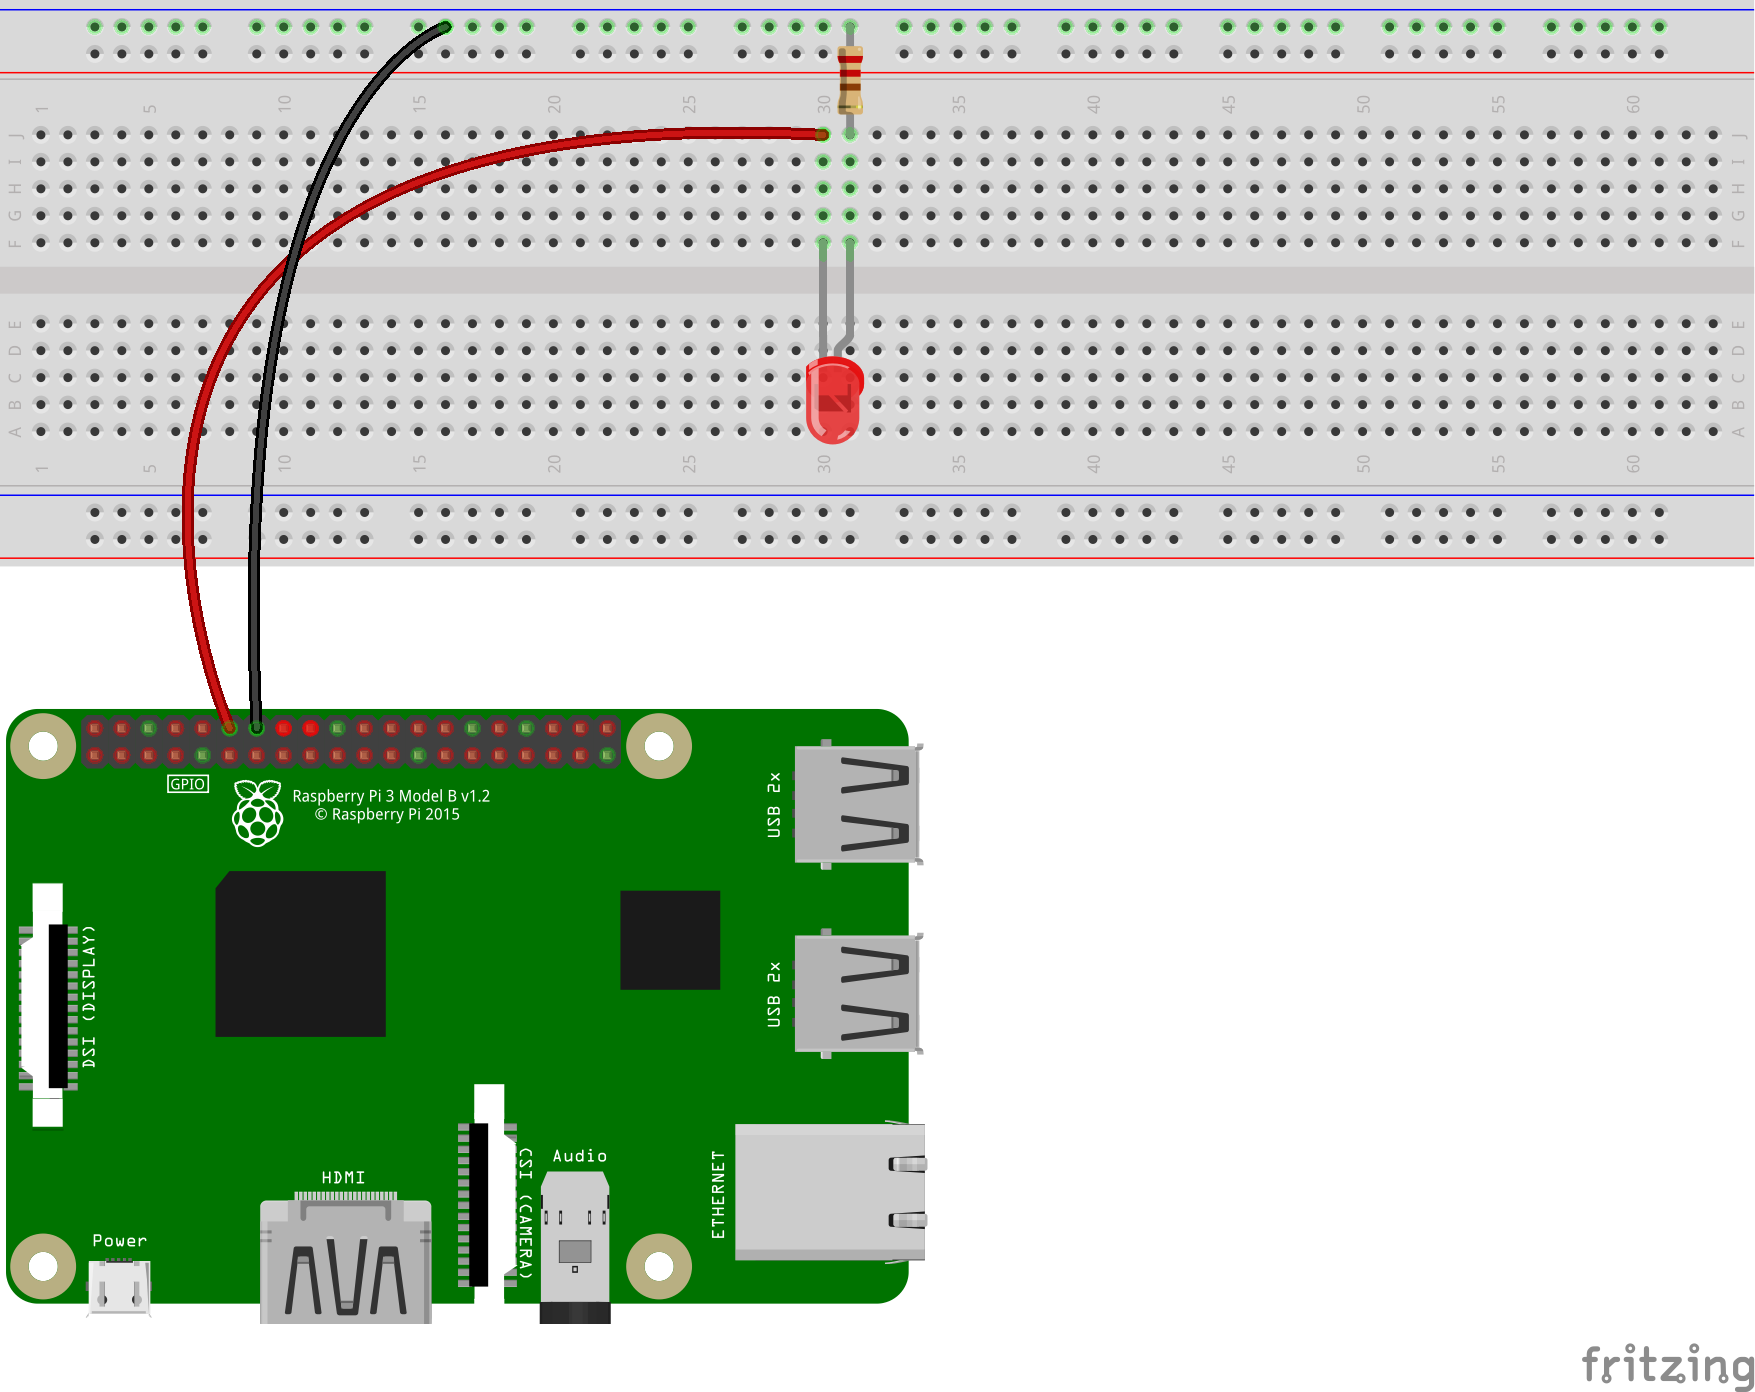 1 5 10 15 20 25 30 35 40 45 50 55 60
J J
I I
H H
G G
F F
E E
D D
C C
B B
A A
1 5 10 15 20 25 30 35 40 45 50 55 60
GPIO
Raspberry Pi 3 Model B v1.2
© Raspberry Pi 2015
USB 2x
DSI (DISPLAY)
USB 2x
HDMI
CSI (CAMERA)
Audio
ETHERNET
Power
fritzing